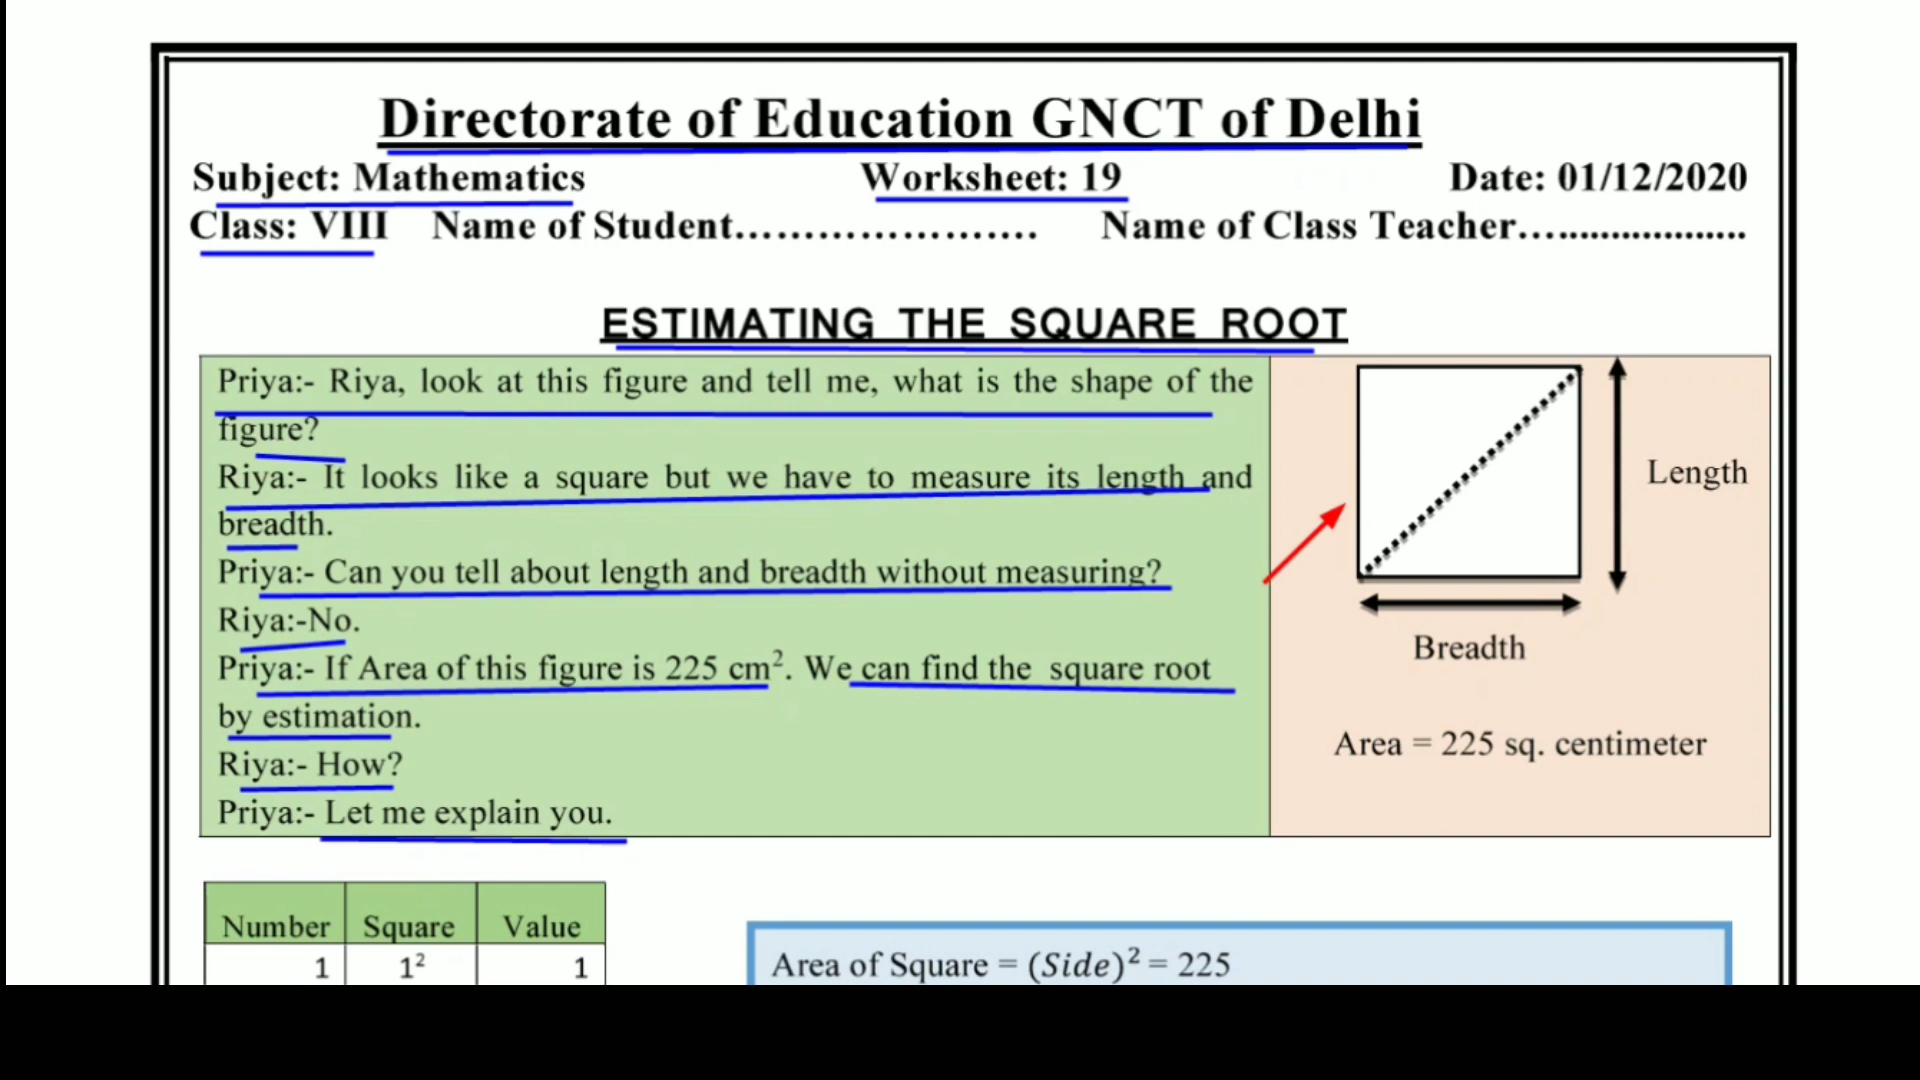 Directorate of Education GNCT of Delhi
Subject: Mathematics Worksheet: 19 Date: 01/12/2020
Class: VIII Name of Student...................... Name of Class Teacher......................
ESTIMATING THE SQUARE ROOT
Priya:- Riya, look at this figure and tell me, what is the shape of the
figure?
Riya:- It looks like a square but we have to measure its length and
breadth.
Priya:- Can you tell about length and breadth without measuring?
Riya:-No.
Priya:- If Area of this figure is 225 cm². We can find the square root
by estimation.
Riya:- How?
Priya:- Let me explain you.
Length
Breadth
Area = 225 sq. centimeter
Number Square Value
1 1² 1
Area of Square = (Side)² = 225